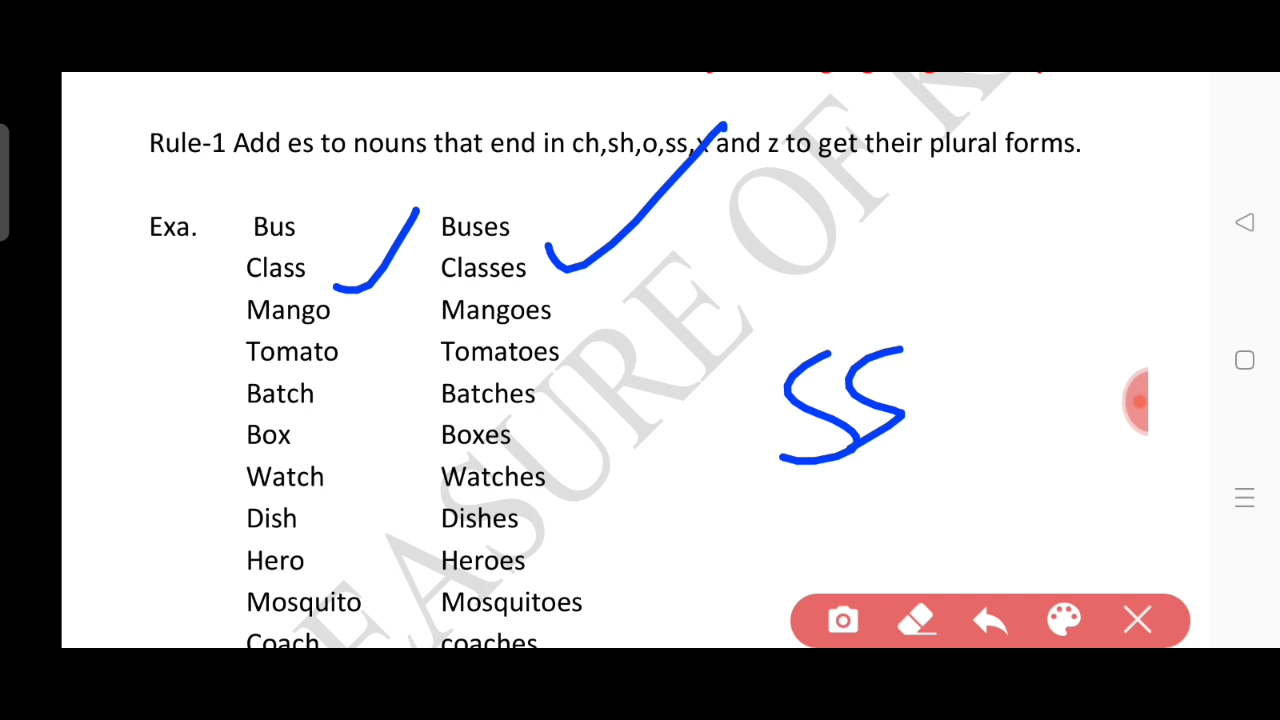 Rule-1 Add es to nouns that end in ch,sh,o,ss,x and z to get their plural forms.
Exa. Bus Buses
Class Classes
Mango Mangoes
Tomato Tomatoes
Batch Batches
Box Boxes
Watch Watches
Dish Dishes
Hero Heroes
Mosquito Mosquitoes
Coach coaches
SS
EASURE OF